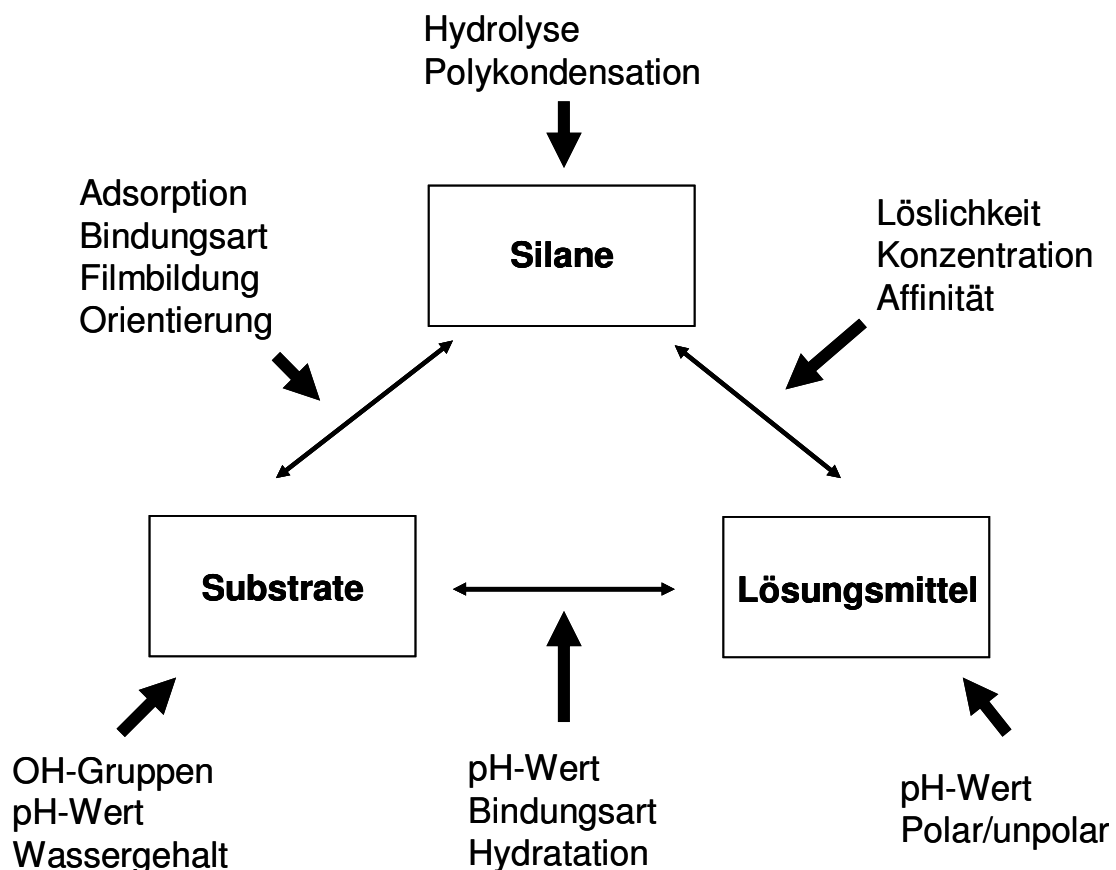 Hydrolyse
Polykondensation
Adsorption
Bindungsart
Filmbildung
Orientierung
Silane
Löslichkeit
Konzentration
Affinität
Substrate
Lösungsmittel
OH-Gruppen
pH-Wert
Wassergehalt
pH-Wert
Bindungsart
Hydratation
pH-Wert
Polar/unpolar